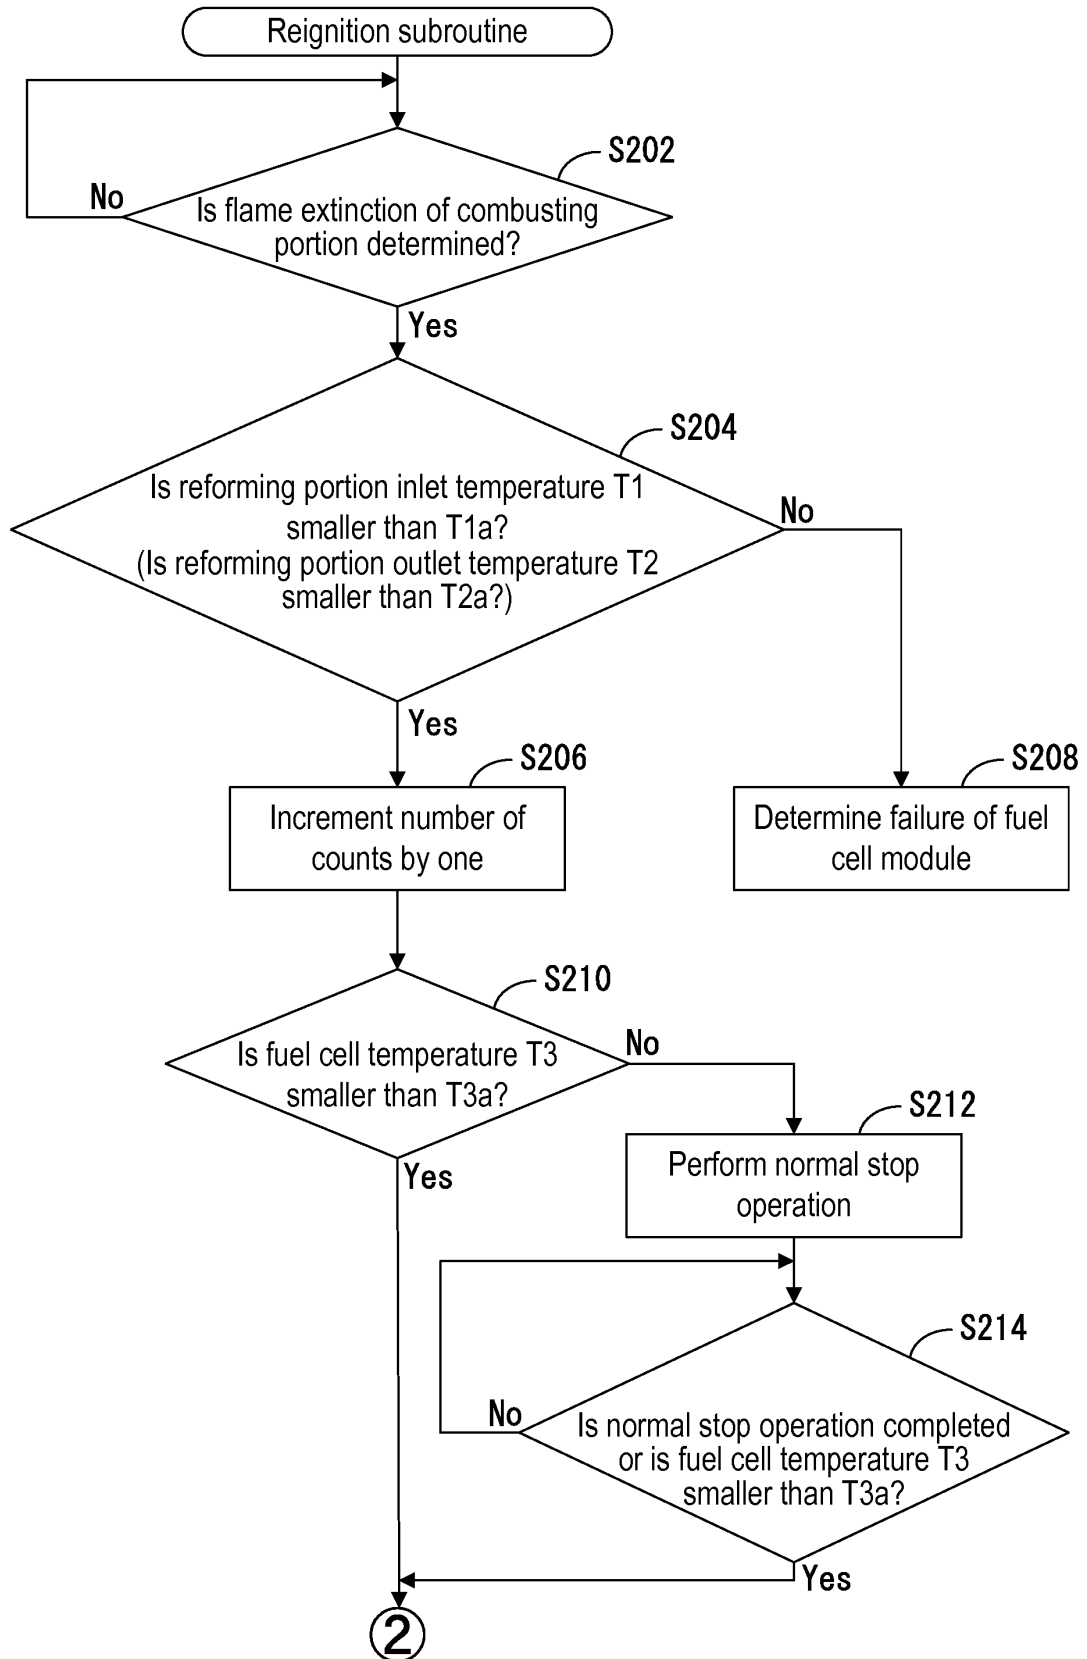 Reignition subroutine
S202
No
Is flame extinction of combusting
portion determined?
Yes
S204
Is reforming portion inlet temperature T1
smaller than T1a?
(Is reforming portion outlet temperature T2
smaller than T2a?)
No
Yes
S206
Increment number of
counts by one
S208
Determine failure of fuel
cell module
S210
Is fuel cell temperature T3
smaller than T3a?
No
Yes
S212
Perform normal stop
operation
S214
No
Is normal stop operation completed
or is fuel cell temperature T3
smaller than T3a?
Yes
2